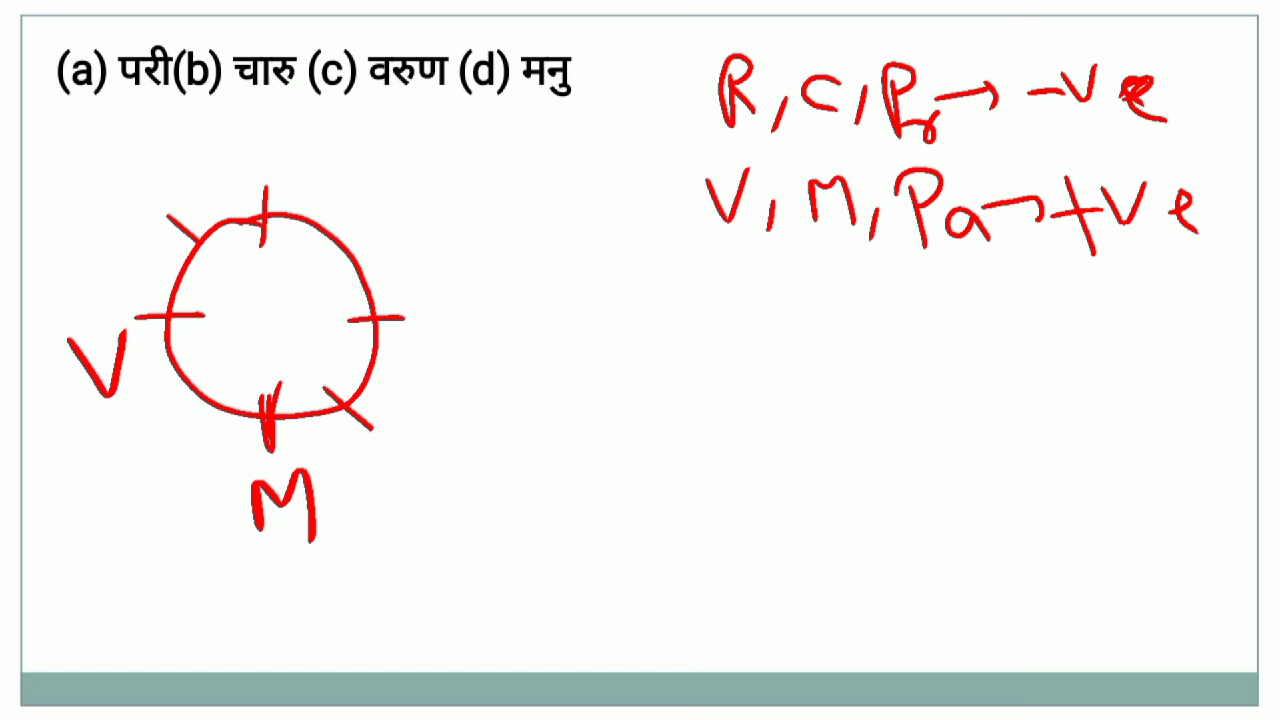 (a) परी(b) चारु (c) वरुण (d) मनु
R, C, Pr → -ve
V, M, Pa → +ve
V
M